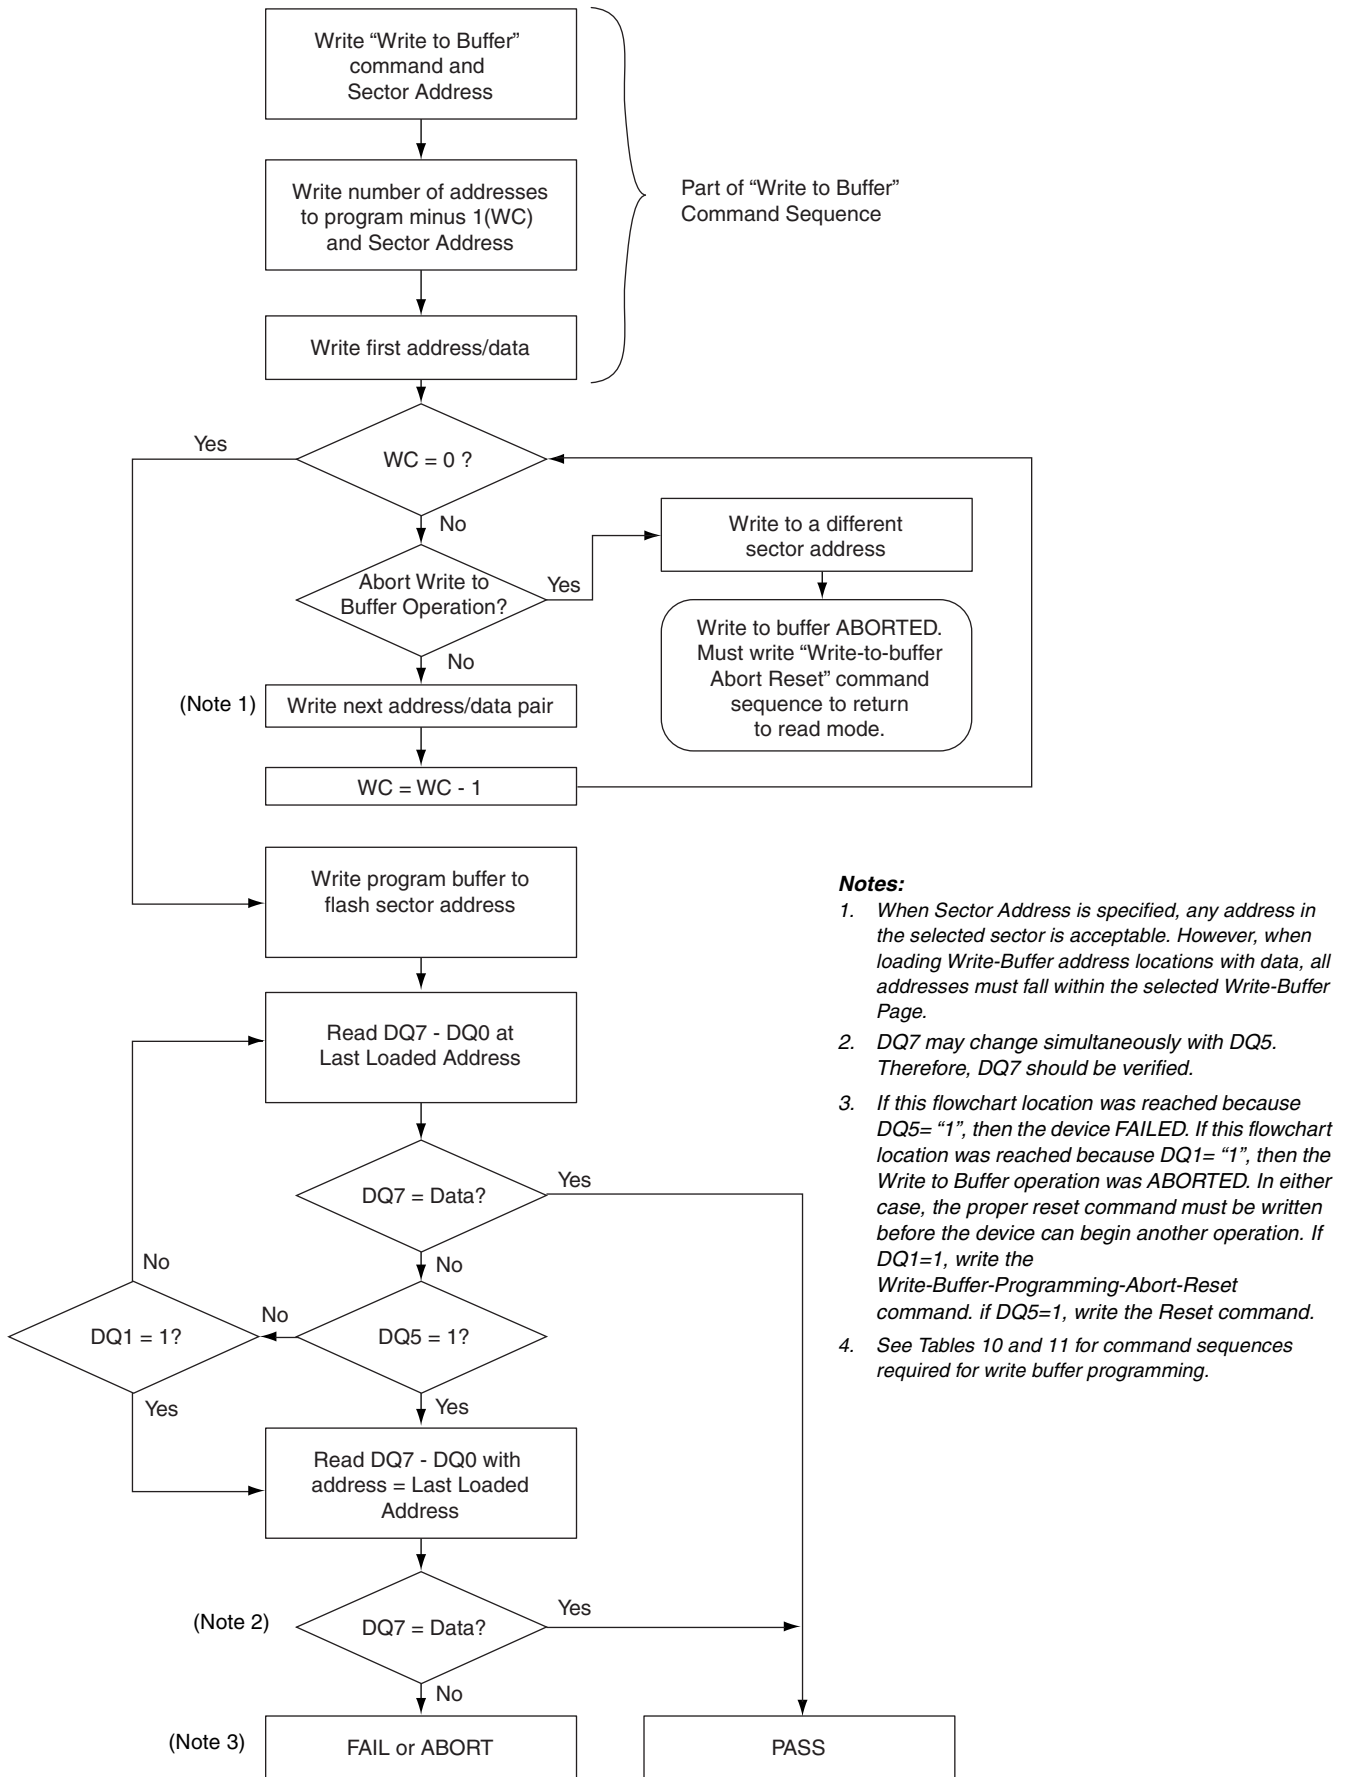 Write “Write to Buffer”
command and
Sector Address
Write number of addresses
to program minus 1(WC)
and Sector Address
Part of “Write to Buffer”
Command Sequence
Write first address/data
Yes
WC = 0 ?
No
Write to a different
sector address
Abort Write to
Buffer Operation?
Yes
Write to buffer ABORTED.
Must write “Write-to-buffer
Abort Reset” command
sequence to return
to read mode.
No
(Note 1)
Write next address/data pair
WC = WC - 1
Write program buffer to
flash sector address
Notes:
1. When Sector Address is specified, any address in
the selected sector is acceptable. However, when
loading Write-Buffer address locations with data, all
addresses must fall within the selected Write-Buffer
Page.
2. DQ7 may change simultaneously with DQ5.
Therefore, DQ7 should be verified.
3. If this flowchart location was reached because
DQ5= “1”, then the device FAILED. If this flowchart
location was reached because DQ1= “1”, then the
Write to Buffer operation was ABORTED. In either
case, the proper reset command must be written
before the device can begin another operation. If
DQ1=1, write the
Write-Buffer-Programming-Abort-Reset
command. if DQ5=1, write the Reset command.
4. See Tables 10 and 11 for command sequences
required for write buffer programming.
Read DQ7 - DQ0 at
Last Loaded Address
DQ7 = Data?
Yes
No
No
DQ1 = 1?
No
DQ5 = 1?
Yes
Yes
Read DQ7 - DQ0 with
address = Last Loaded
Address
(Note 2)
DQ7 = Data?
Yes
No
(Note 3)
FAIL or ABORT
PASS